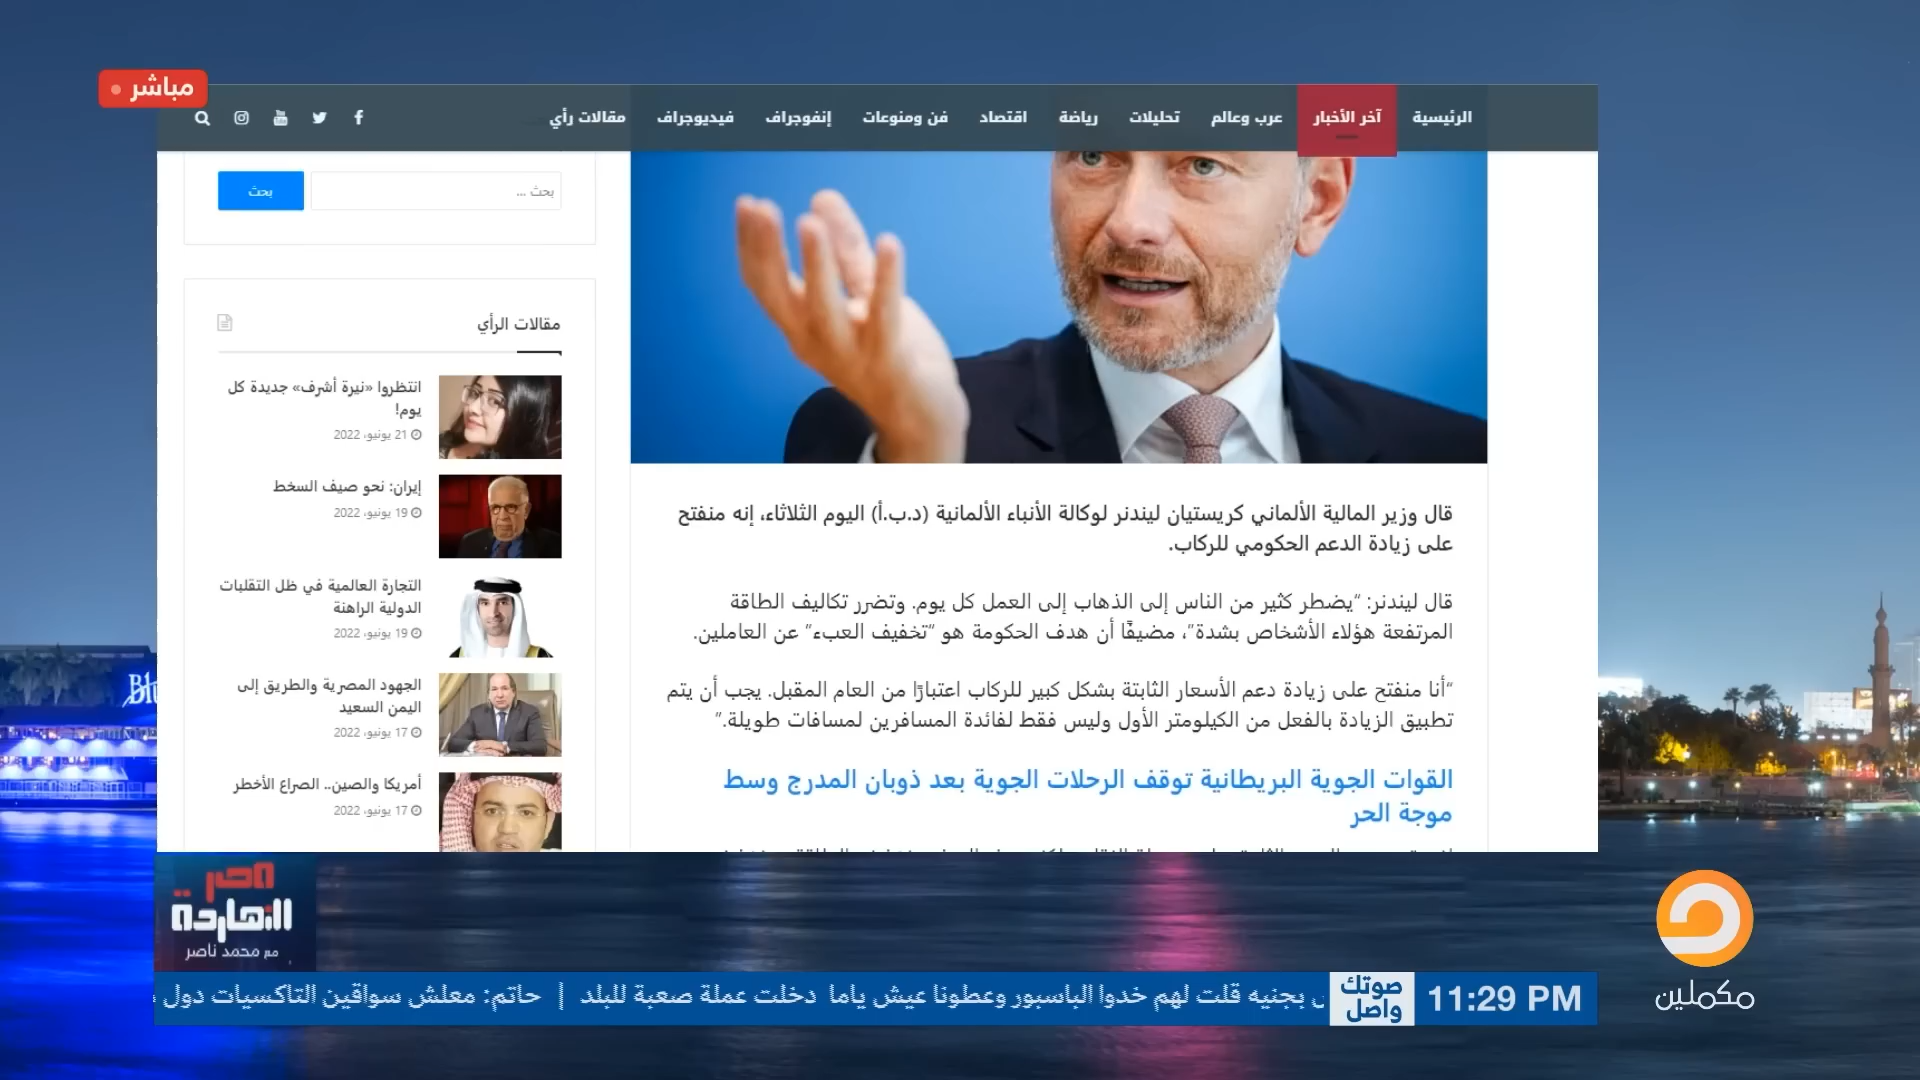 مباشر
الرئيسية
آخر الأخبار
عرب وعالم
تحليلات
رياضة
اقتصاد
فن ومنوعات
إنفوجراف
فيديوجراف
مقالات رأي
قال وزير المالية الألماني كريستيان ليندنر لوكالة الأنباء الألمانية (د.ب.أ) اليوم الثلاثاء، إنه منفتح
على زيادة الدعم الحكومي للركاب.
قال ليندنر: “يضطر كثير من الناس إلى الذهاب إلى العمل كل يوم. وتضرر تكاليف الطاقة
المرتفعة هؤلاء الأشخاص بشدة”، مضيفًا أن هدف الحكومة هو “تخفيف العبء” عن العاملين.
“أنا منفتح على زيادة دعم الأسعار الثابتة بشكل كبير للركاب اعتبارًا من العام المقبل. يجب أن يتم
تطبيق الزيادة بالفعل من الكيلومتر الأول وليس فقط لفائدة المسافرين لمسافات طويلة.”
القوات الجوية البريطانية توقف الرحلات الجوية بعد ذوبان المدرج وسط
موجة الحر
بحث ...
بحث
مقالات الرأي
انتظروا «نيرة أشرف» جديدة كل
يوم!
21 يونيو، 2022
إيران: نحو صيف السخط
19 يونيو، 2022
التجارة العالمية في ظل التقلبات
الدولية الراهنة
19 يونيو، 2022
الجهود المصرية والطريق إلى
اليمن السعيد
17 يونيو، 2022
أمريكا والصين.. الصراع الأخطر
17 يونيو، 2022
مصر
النهاردة
مع محمد ناصر
مكملين
11:29 PM
صوتك
واصل
بجنيه قلت لهم خدوا الباسبور وعطونا عيش ياما دخلت عملة صعبة للبلد | حاتم: معلش سواقين التاكسيات دول